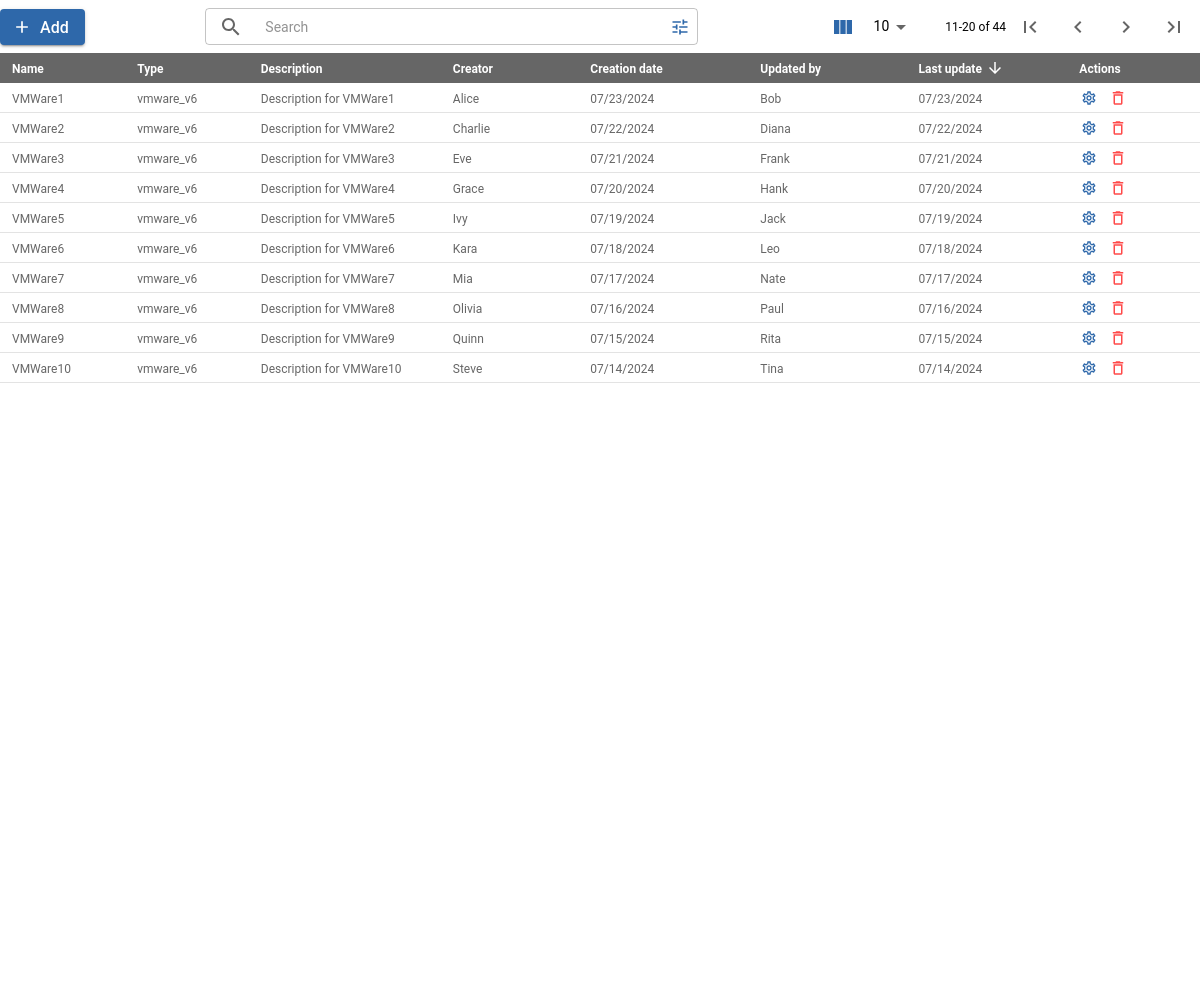 Add Search 10 11-20 of 44
Name Type Description Creator Creation date Updated by Last update Actions
VMWare1 vmware_v6 Description for VMWare1 Alice 07/23/2024 Bob 07/23/2024
VMWare2 vmware_v6 Description for VMWare2 Charlie 07/22/2024 Diana 07/22/2024
VMWare3 vmware_v6 Description for VMWare3 Eve 07/21/2024 Frank 07/21/2024
VMWare4 vmware_v6 Description for VMWare4 Grace 07/20/2024 Hank 07/20/2024
VMWare5 vmware_v6 Description for VMWare5 Ivy 07/19/2024 Jack 07/19/2024
VMWare6 vmware_v6 Description for VMWare6 Kara 07/18/2024 Leo 07/18/2024
VMWare7 vmware_v6 Description for VMWare7 Mia 07/17/2024 Nate 07/17/2024
VMWare8 vmware_v6 Description for VMWare8 Olivia 07/16/2024 Paul 07/16/2024
VMWare9 vmware_v6 Description for VMWare9 Quinn 07/15/2024 Rita 07/15/2024
VMWare10 vmware_v6 Description for VMWare10 Steve 07/14/2024 Tina 07/14/2024